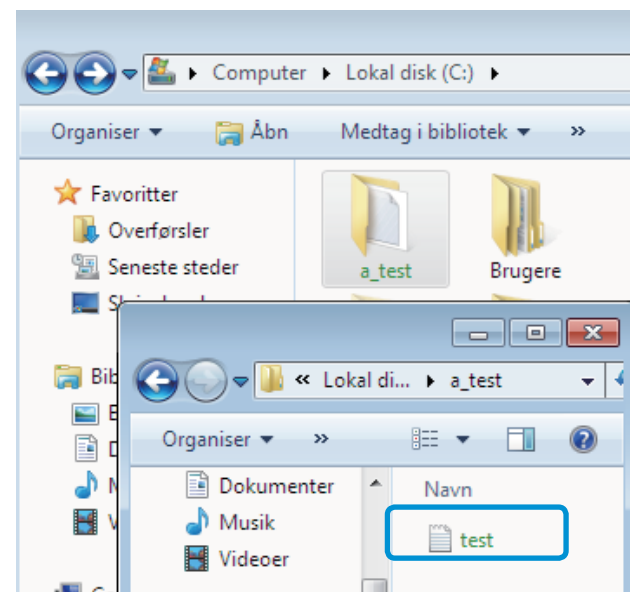 Computer Lokal disk (C:)
Organiser Åbn Medtag i bibliotek »
Favoritter
Overførsler
Seneste steder
a_test Brugere
Bib
« Lokal di... a_test
Organiser »
Dokumenter
Musik
Videoer
Navn
test